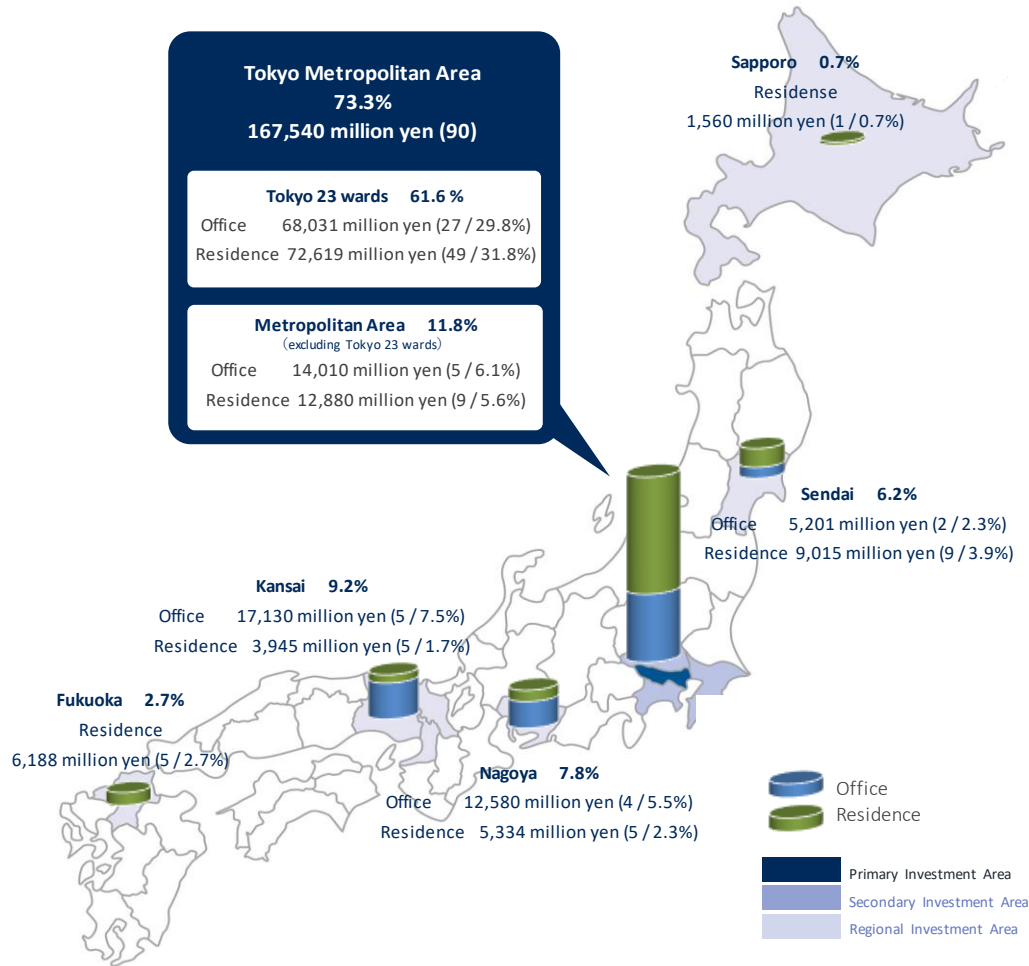 Tokyo Metropolitan Area
73.3%
167,540 million yen (90)
Tokyo 23 wards 61.6 %
Office 68,031 million yen (27 / 29.8%)
Residence 72,619 million yen (49 / 31.8%)
Metropolitan Area 11.8%
(excluding Tokyo 23 wards)
Office 14,010 million yen (5 / 6.1%)
Residence 12,880 million yen (9 / 5.6%)
Sapporo 0.7%
Residense
1,560 million yen (1 / 0.7%)
Sendai 6.2%
Office 5,201 million yen (2 / 2.3%)
Residence 9,015 million yen (9 / 3.9%)
Kansai 9.2%
Office 17,130 million yen (5 / 7.5%)
Residence 3,945 million yen (5 / 1.7%)
Fukuoka 2.7%
Residence
6,188 million yen (5 / 2.7%)
Nagoya 7.8%
Office 12,580 million yen (4 / 5.5%)
Residence 5,334 million yen (5 / 2.3%)
Office
Residence
Primary Investment Area
Secondary Investment Area
Regional Investment Area